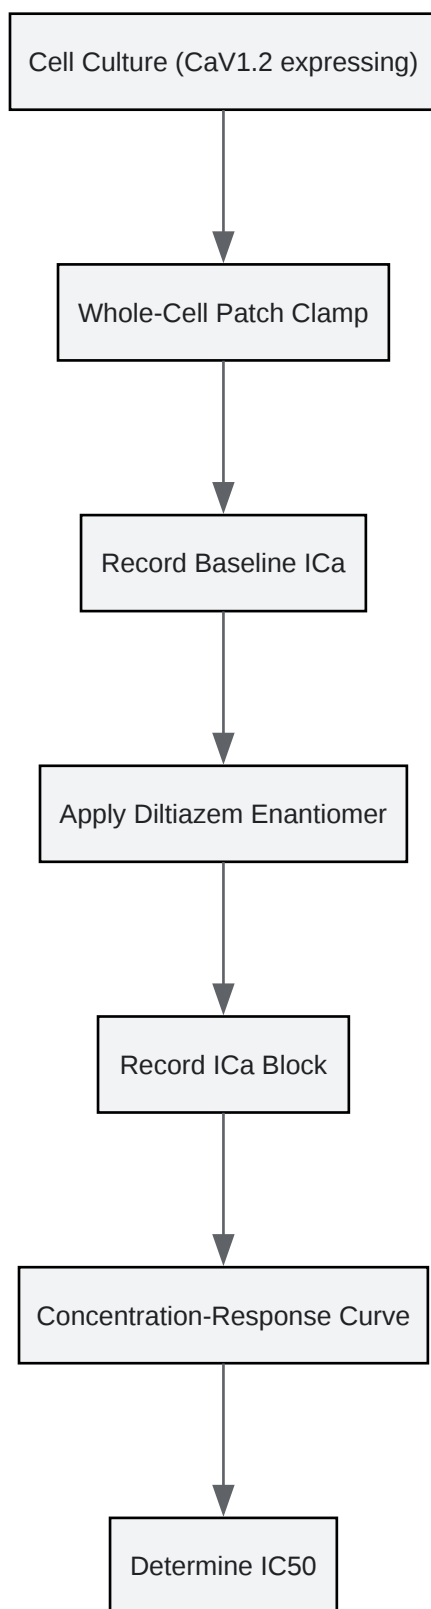 Cell Culture (CaV1.2 expressing)
Whole-Cell Patch Clamp
Record Baseline ICa
Apply Diltiazem Enantiomer
Record ICa Block
Concentration-Response Curve
Determine IC50